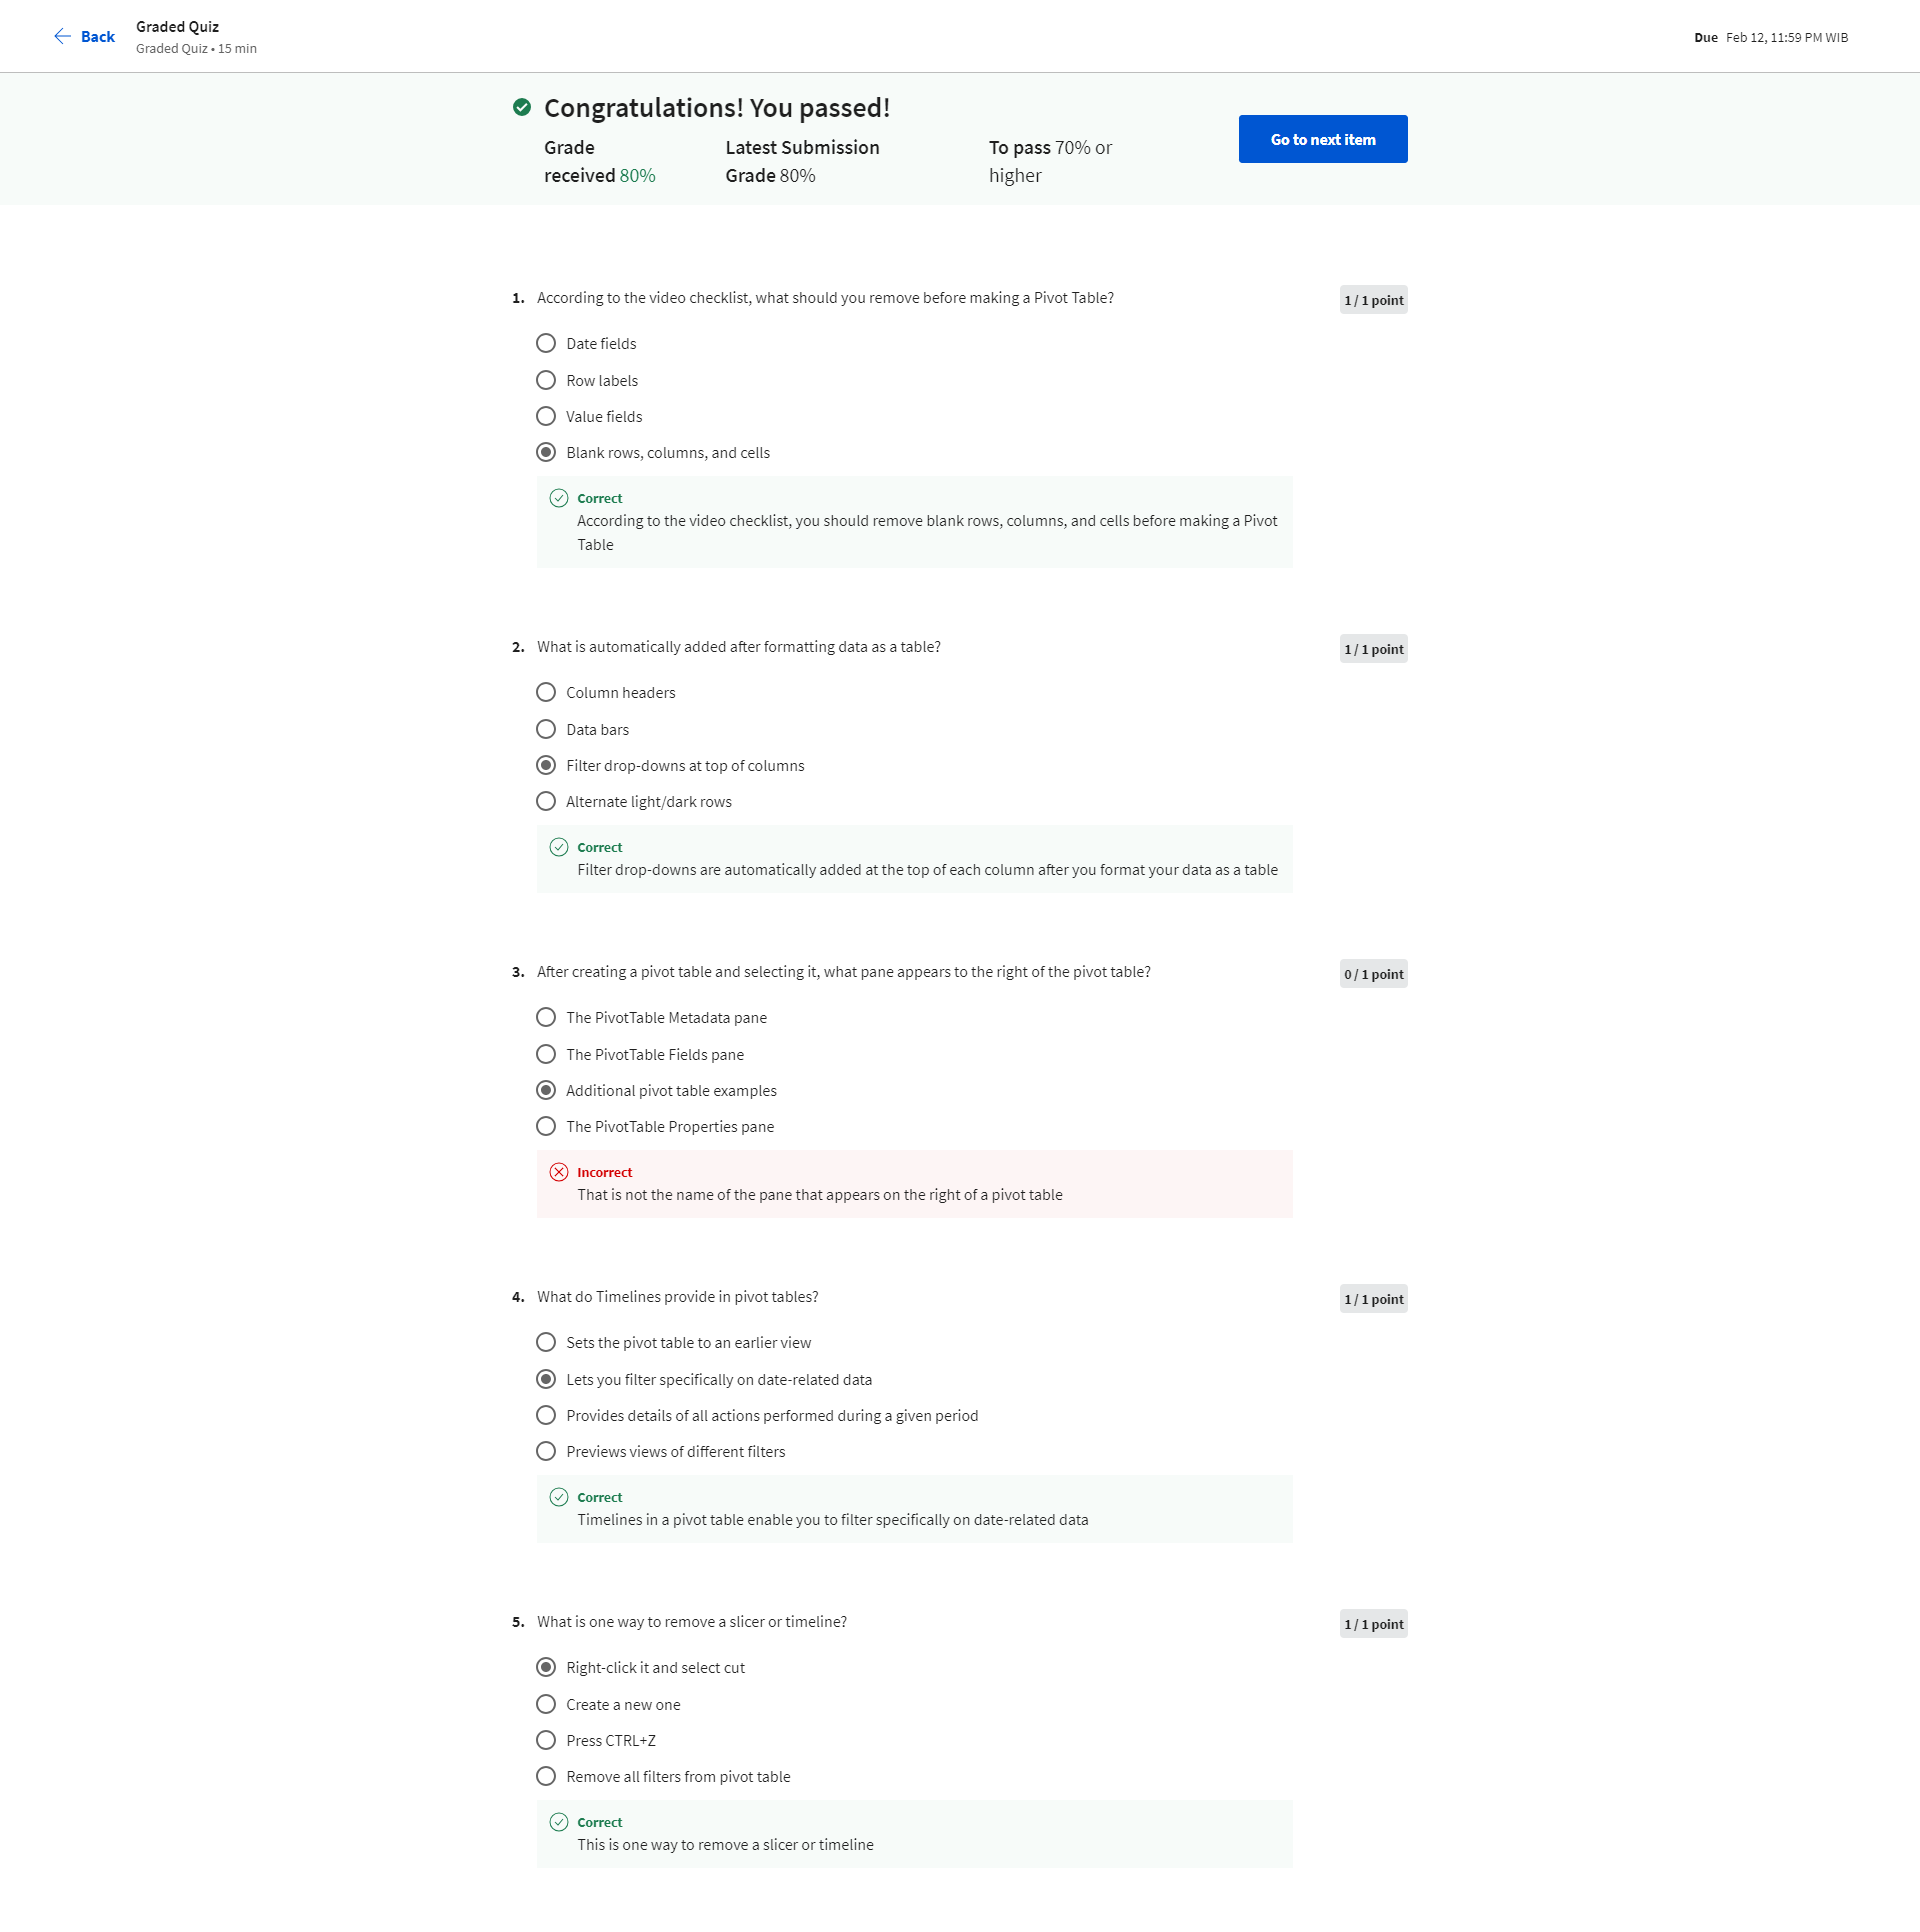 Back
Graded Quiz
Graded Quiz • 15 min
Due Feb 12, 11:59 PM WIB
Congratulations! You passed!
Grade received 80%
Latest Submission Grade 80%
To pass 70% or higher
Go to next item
1. According to the video checklist, what should you remove before making a Pivot Table?
1 / 1 point
Date fields
Row labels
Value fields
Blank rows, columns, and cells
Correct
According to the video checklist, you should remove blank rows, columns, and cells before making a Pivot
Table
2. What is automatically added after formatting data as a table?
1 / 1 point
Column headers
Data bars
Filter drop-downs at top of columns
Alternate light/dark rows
Correct
Filter drop-downs are automatically added at the top of each column after you format your data as a table
3. After creating a pivot table and selecting it, what pane appears to the right of the pivot table?
0 / 1 point
The PivotTable Metadata pane
The PivotTable Fields pane
Additional pivot table examples
The PivotTable Properties pane
Incorrect
That is not the name of the pane that appears on the right of a pivot table
4. What do Timelines provide in pivot tables?
1 / 1 point
Sets the pivot table to an earlier view
Lets you filter specifically on date-related data
Provides details of all actions performed during a given period
Previews views of different filters
Correct
Timelines in a pivot table enable you to filter specifically on date-related data
5. What is one way to remove a slicer or timeline?
1 / 1 point
Right-click it and select cut
Create a new one
Press CTRL+Z
Remove all filters from pivot table
Correct
This is one way to remove a slicer or timeline